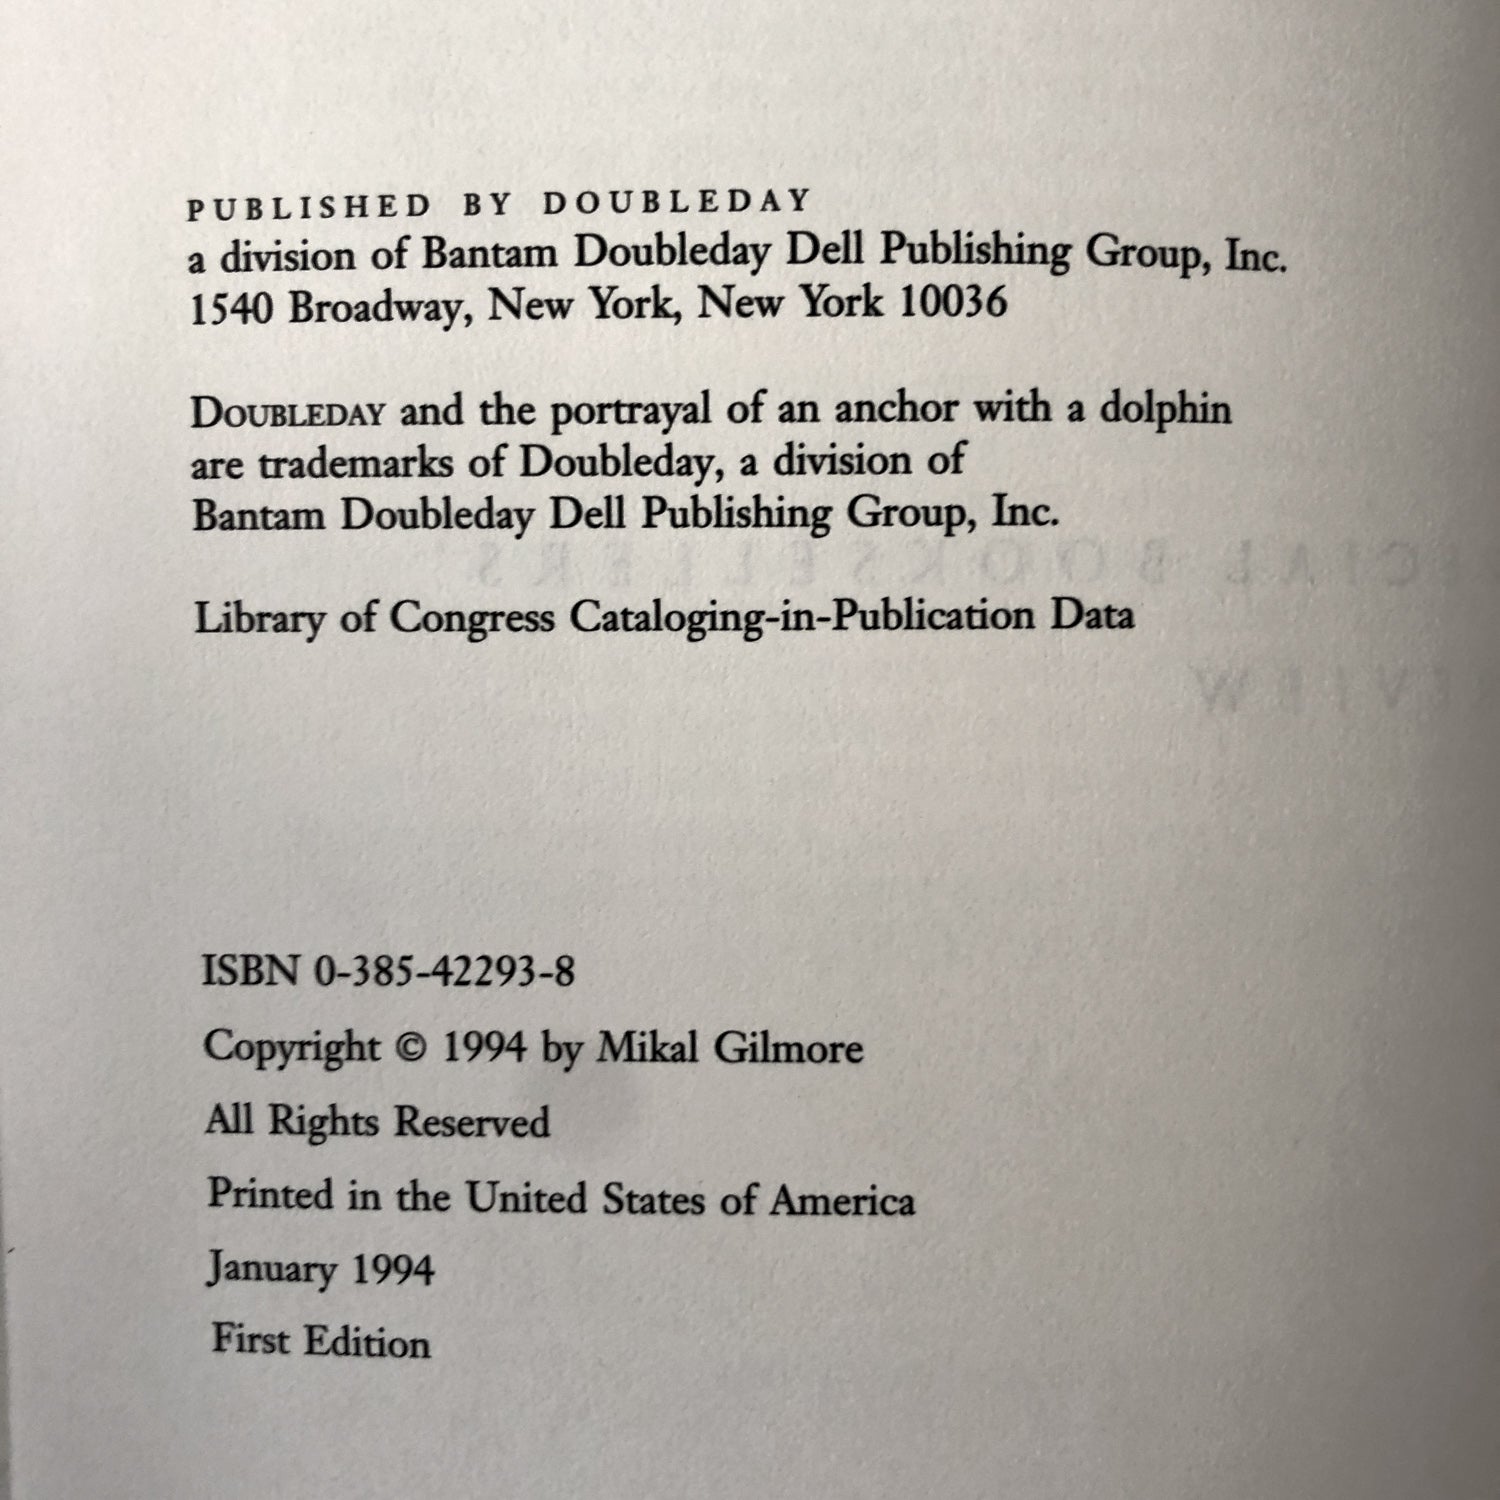 PUBLISHED BY DOUBLEDAY
a division of Bantam Doubleday Dell Publishing Group, Inc.
1540 Broadway, New York, New York 10036
DOUBLEDAY and the portrayal of an anchor with a dolphin
are trademarks of Doubleday, a division of
Bantam Doubleday Dell Publishing Group, Inc.
Library of Congress Cataloging-in-Publication Data
ISBN 0-385-42293-8
Copyright © 1994 by Mikal Gilmore
All Rights Reserved
Printed in the United States of America
January 1994
First Edition